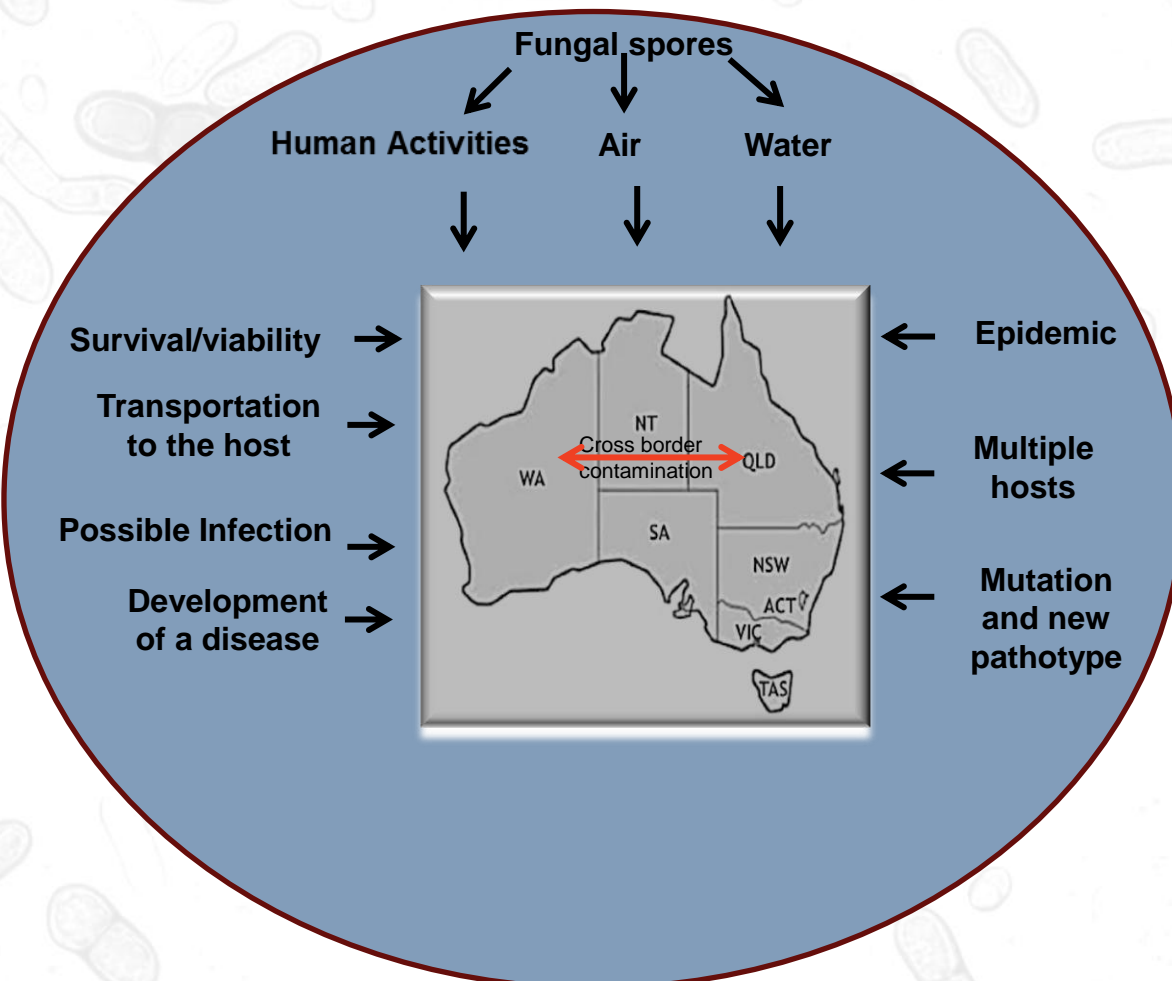 Fungal spores
Human Activities
Air
Water
Survival/viability
Transportation
to the host
Possible Infection
Development
of a disease
NT
Cross border
contamination
WA
QLD
SA
NSW
ACT
VIC
TAS
Epidemic
Multiple
hosts
Mutation
and new
pathotype